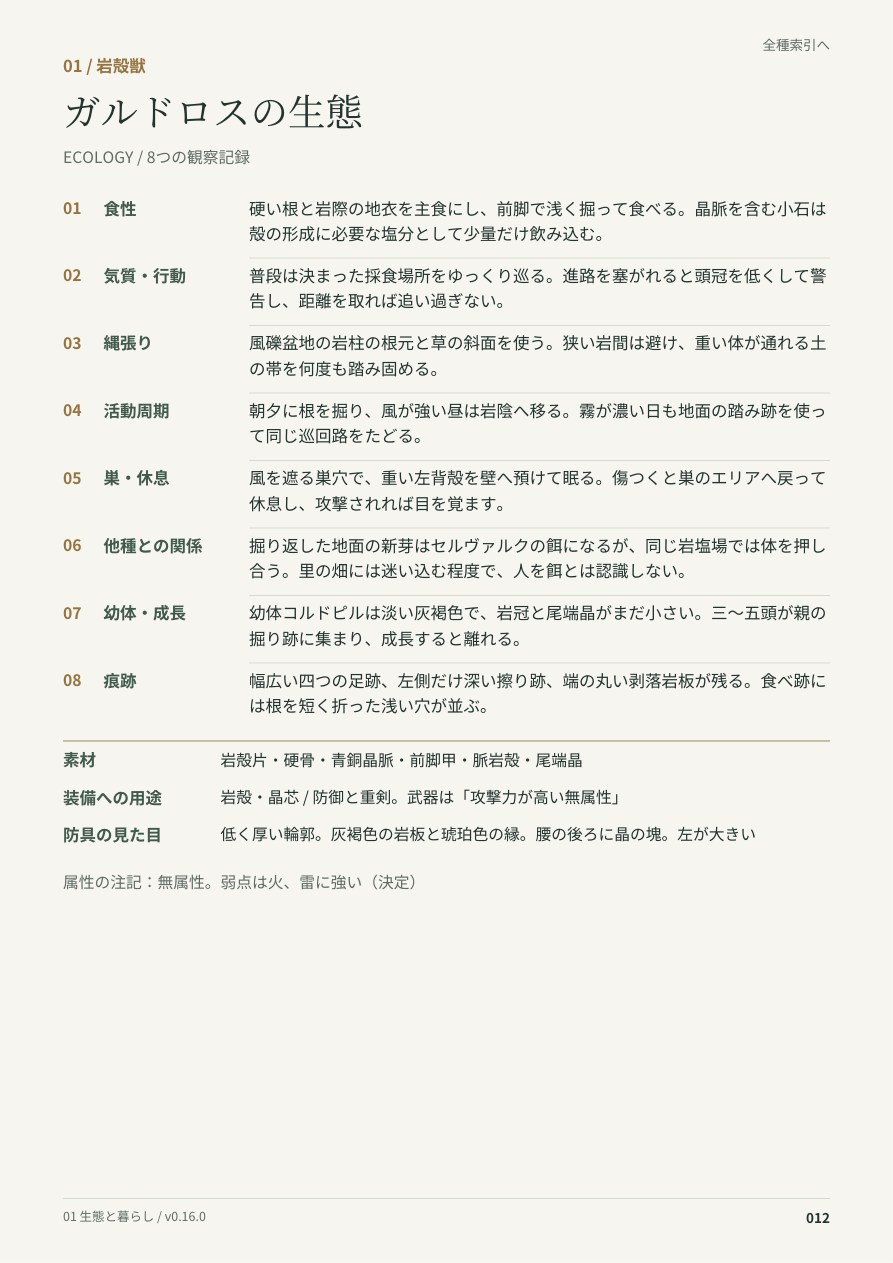 全種索引へ
01 / 岩殻獣
ガルドロスの生態
ECOLOGY / 8つの観察記録
01 食性 硬い根と岩際の地衣を主食にし、前脚で浅く掘って食べる。晶脈を含む小石は
殻の形成に必要な塩分として少量だけ飲み込む。
02 気質・行動 普段は決まった採食場所をゆっくり巡る。進路を塞がれると頭冠を低くして警
告し、距離を取れば追い過ぎない。
03 縄張り 風礫盆地の岩柱の根元と草の斜面を使う。狭い岩間は避け、重い体が通れる土
の帯を何度も踏み固める。
04 活動周期 朝夕に根を掘り、風が強い昼は岩陰へ移る。霧が濃い日も地面の踏み跡を使っ
て同じ巡回路をたどる。
05 巣・休息 風を遮る巣穴で、重い左背殻を壁へ預けて眠る。傷つくと巣のエリアへ戻って
休息し、攻撃されれば目を覚ます。
06 他種との関係 掘り返した地面の新芽はセルヴァルクの餌になるが、同じ岩塩場では体を押し
合う。里の畑には迷い込む程度で、人を餌とは認識しない。
07 幼体・成長 幼体コルドピルは淡い灰褐色で、岩冠と尾端晶がまだ小さい。三〜五頭が親の
掘り跡に集まり、成長すると離れる。
08 痕跡 幅広い四つの足跡、左側だけ深い擦り跡、端の丸い剥落岩板が残る。食べ跡に
は根を短く折った浅い穴が並ぶ。
素材 岩殻片・硬骨・青銅晶脈・前脚甲・脈岩殻・尾端晶
装備への用途 岩殻・晶芯 / 防御と重剣。武器は「攻撃力が高い無属性」
防具の見た目 低く厚い輪郭。灰褐色の岩板と琥珀色の縁。腰の後ろに晶の塊。左が大きい
属性の注記：無属性。弱点は火、雷に強い（決定）
01 生態と暮らし / v0.16.0
012